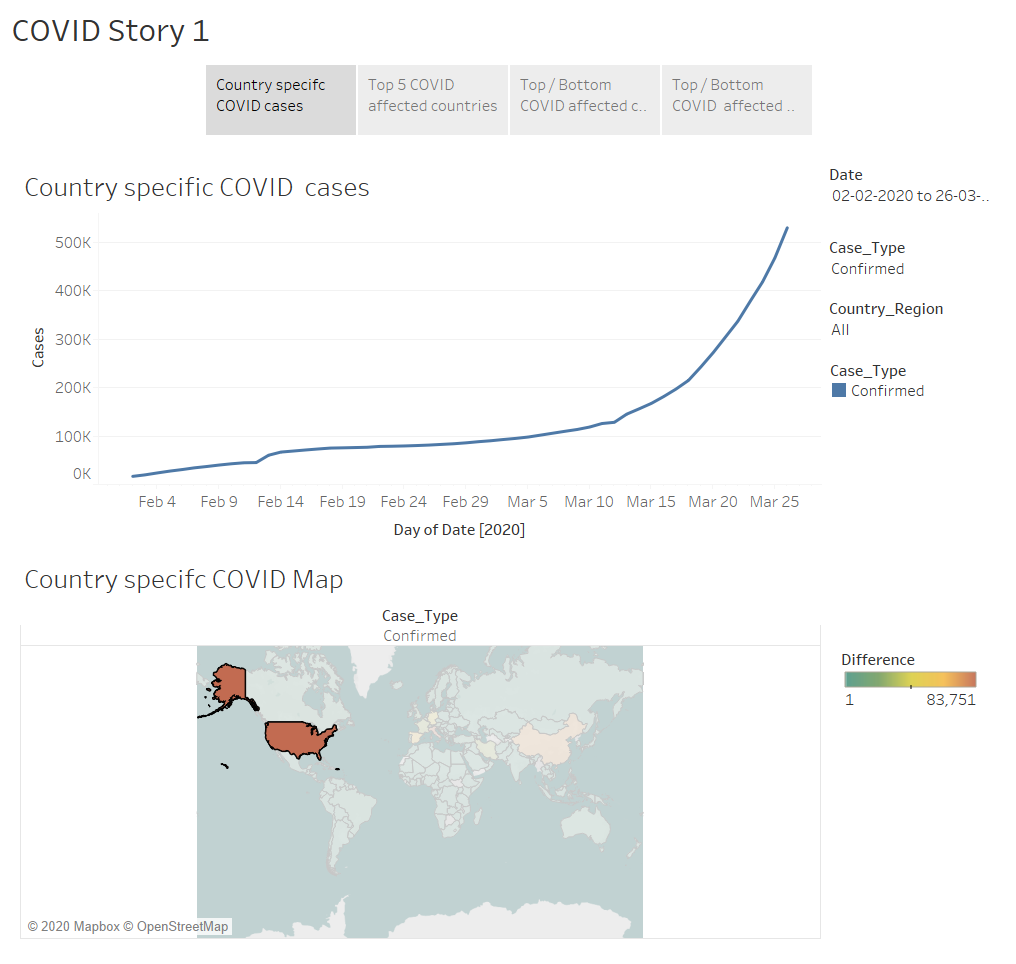 COVID Story 1
Country specifc
COVID cases
Top 5 COVID
affected countries
Top / Bottom
COVID affected c..
Top / Bottom
COVID  affected ..
Country specific COVID  cases
500K
400K
300K
200K
100K
0K
Cases
Feb 4 Feb 9 Feb 14 Feb 19 Feb 24 Feb 29 Mar 5 Mar 10 Mar 15 Mar 20 Mar 25
Day of Date [2020]
Date
02-02-2020 to 26-03-..
Case_Type
Confirmed
Country_Region
All
Case_Type
Confirmed
Country specifc COVID Map
Case_Type
Confirmed
Difference
1 83,751
© 2020 Mapbox © OpenStreetMap